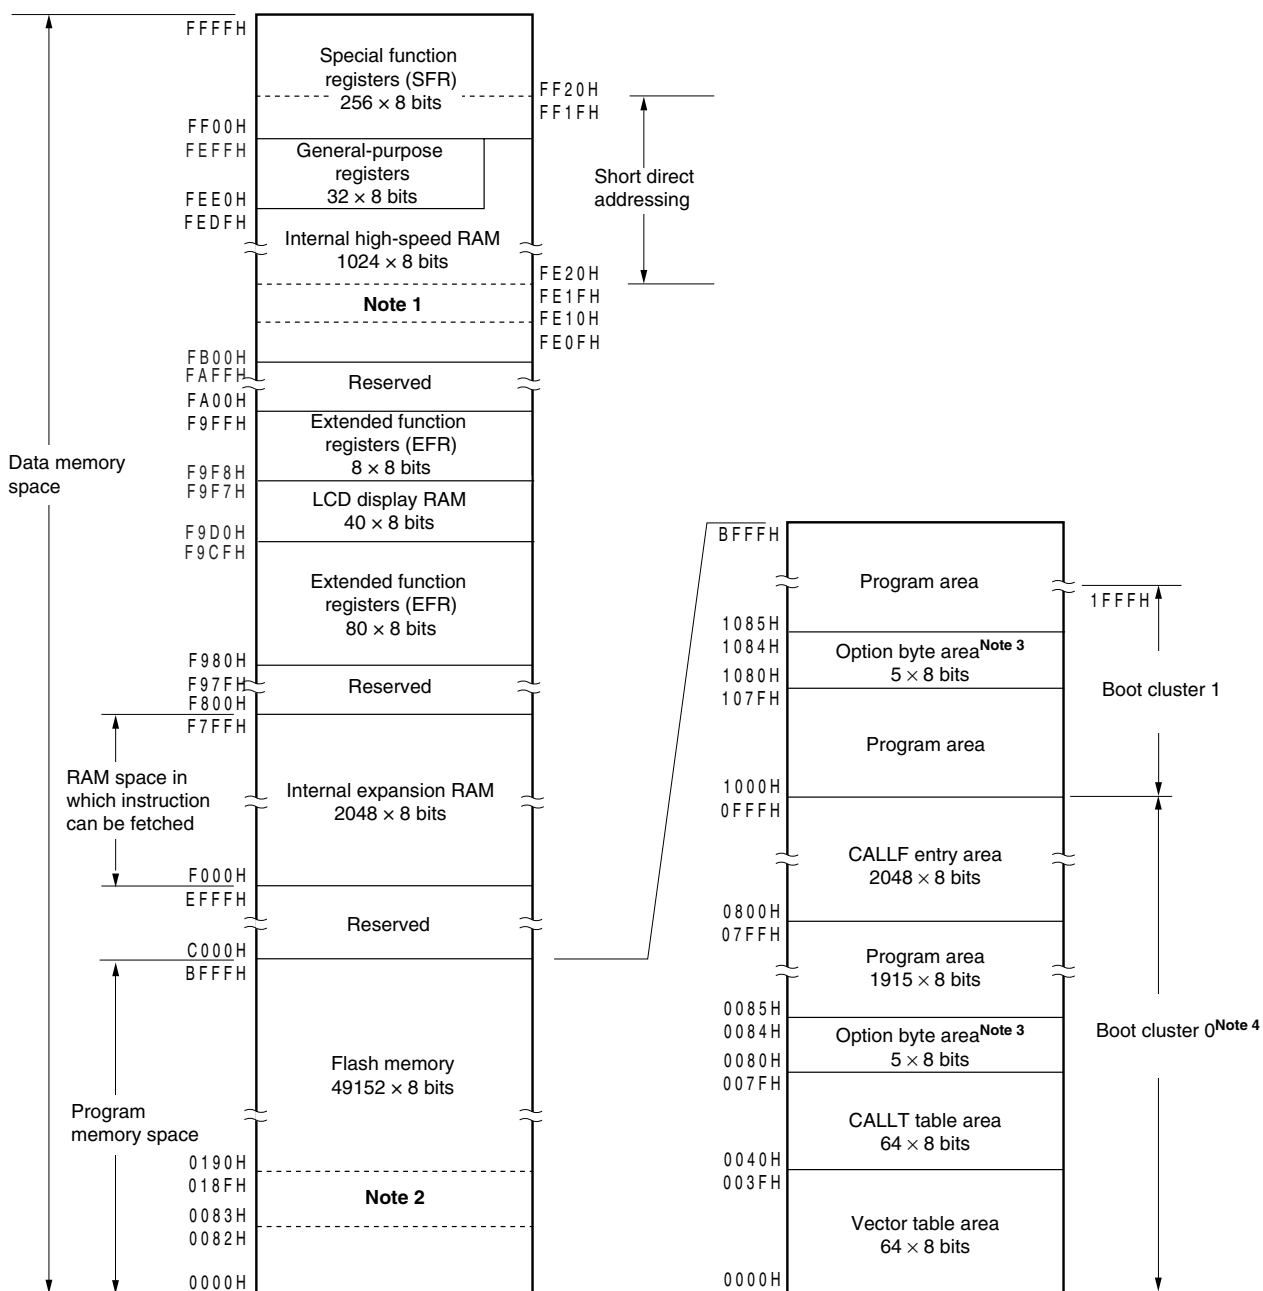 FFFFH
Special function
registers (SFR)
256 × 8 bits
FF20H
FF1FH
FF00H
FEFFH
General-purpose
registers
32 × 8 bits
Short direct
addressing
FEE0H
FEDFH
Internal high-speed RAM
1024 × 8 bits
FE20H
FE1FH
Note 1
FE10H
FE0FH
FB00H
FAFFH
Reserved
FA00H
F9FFH
Extended function
registers (EFR)
8 × 8 bits
Data memory
space
F9F8H
F9F7H
LCD display RAM
40 × 8 bits
F9D0H
F9CFH
Extended function
registers (EFR)
80 × 8 bits
F980H
F97FH
Reserved
F800H
F7FFH
RAM space in
which instruction
can be fetched
Internal expansion RAM
2048 × 8 bits
F000H
EFFFH
Reserved
C000H
BFFFH
Flash memory
49152 × 8 bits
Program
memory space
0190H
018FH
Note 2
0083H
0082H
0000H
BFFFH
Program area
1FFFH
1085H
1084H
Option byte area Note 3
5 × 8 bits
1080H
107FH
Boot cluster 1
Program area
1000H
0FFFH
CALLF entry area
2048 × 8 bits
0800H
07FFH
Program area
1915 × 8 bits
0085H
0084H
Option byte area Note 3
5 × 8 bits
Boot cluster 0 Note 4
0080H
007FH
CALLT table area
64 × 8 bits
0040H
003FH
Vector table area
64 × 8 bits
0000H